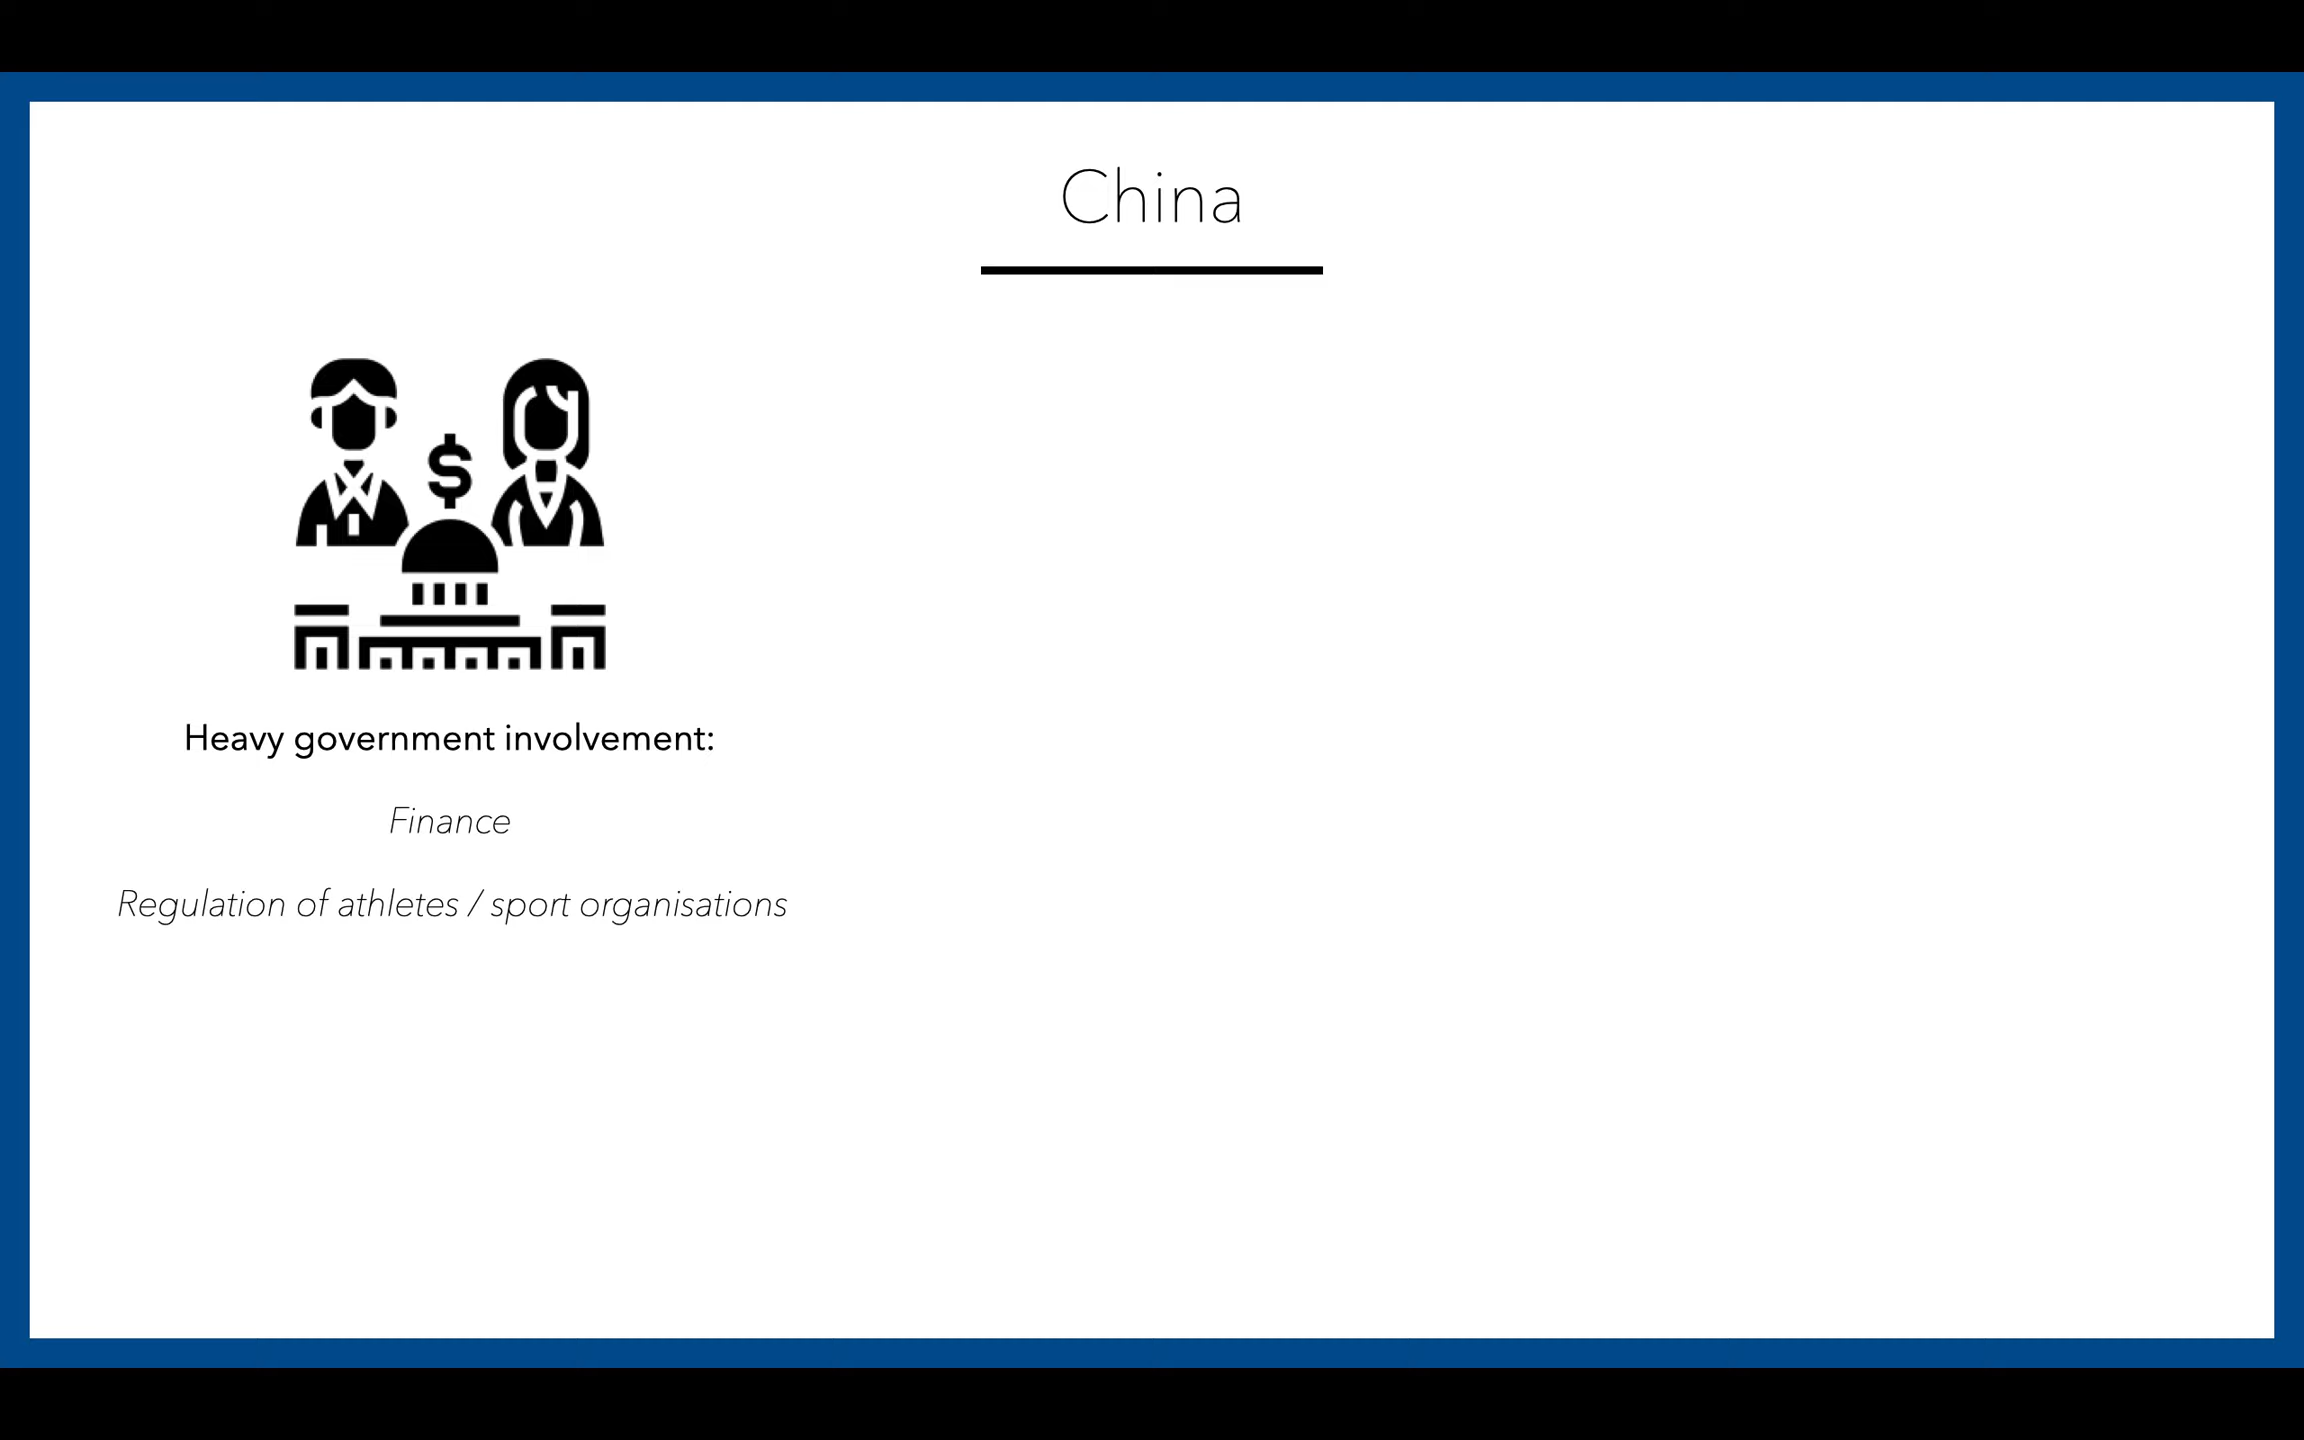 China
$
Heavy government involvement:
Finance
Regulation of athletes / sport organisations